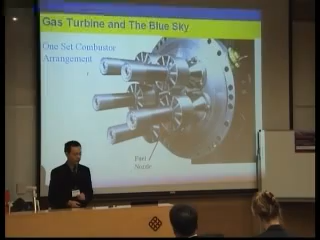 Gas Turbine and The Blue Sky
One Set Combustor
Arrangement
Fuel
Nozzle